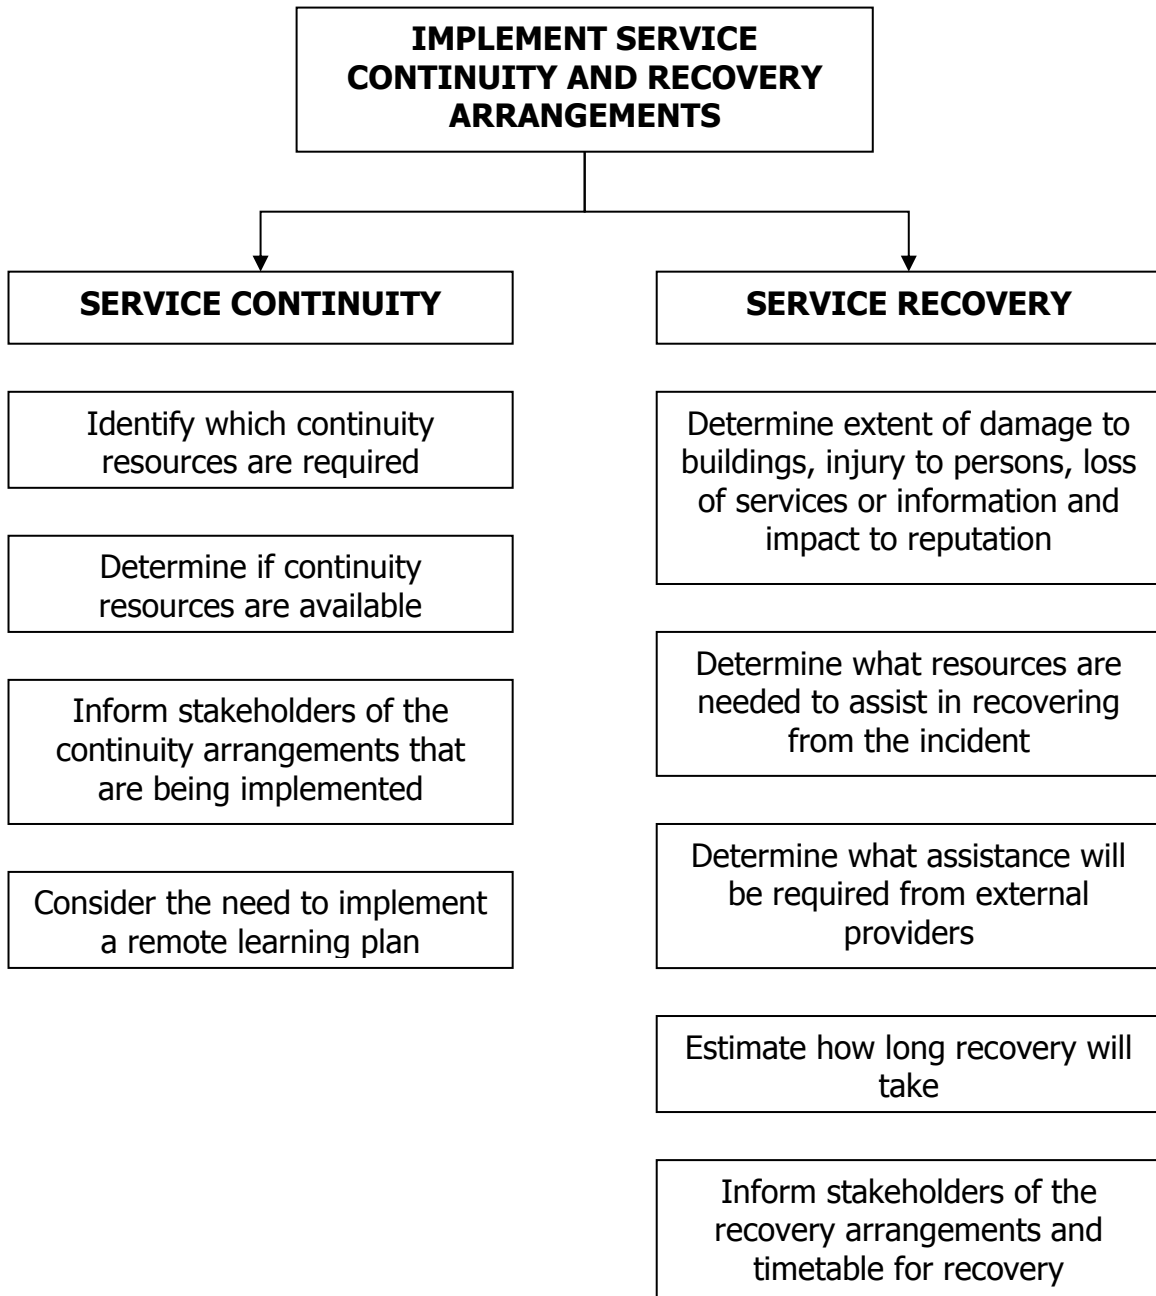 IMPLEMENT SERVICE
CONTINUITY AND RECOVERY
ARRANGEMENTS
SERVICE CONTINUITY
Identify which continuity
resources are required
Determine if continuity
resources are available
Inform stakeholders of the
continuity arrangements that
are being implemented
Consider the need to implement
a remote learning plan
SERVICE RECOVERY
Determine extent of damage to
buildings, injury to persons, loss
of services or information and
impact to reputation
Determine what resources are
needed to assist in recovering
from the incident
Determine what assistance will
be required from external
providers
Estimate how long recovery will
take
Inform stakeholders of the
recovery arrangements and
timetable for recovery